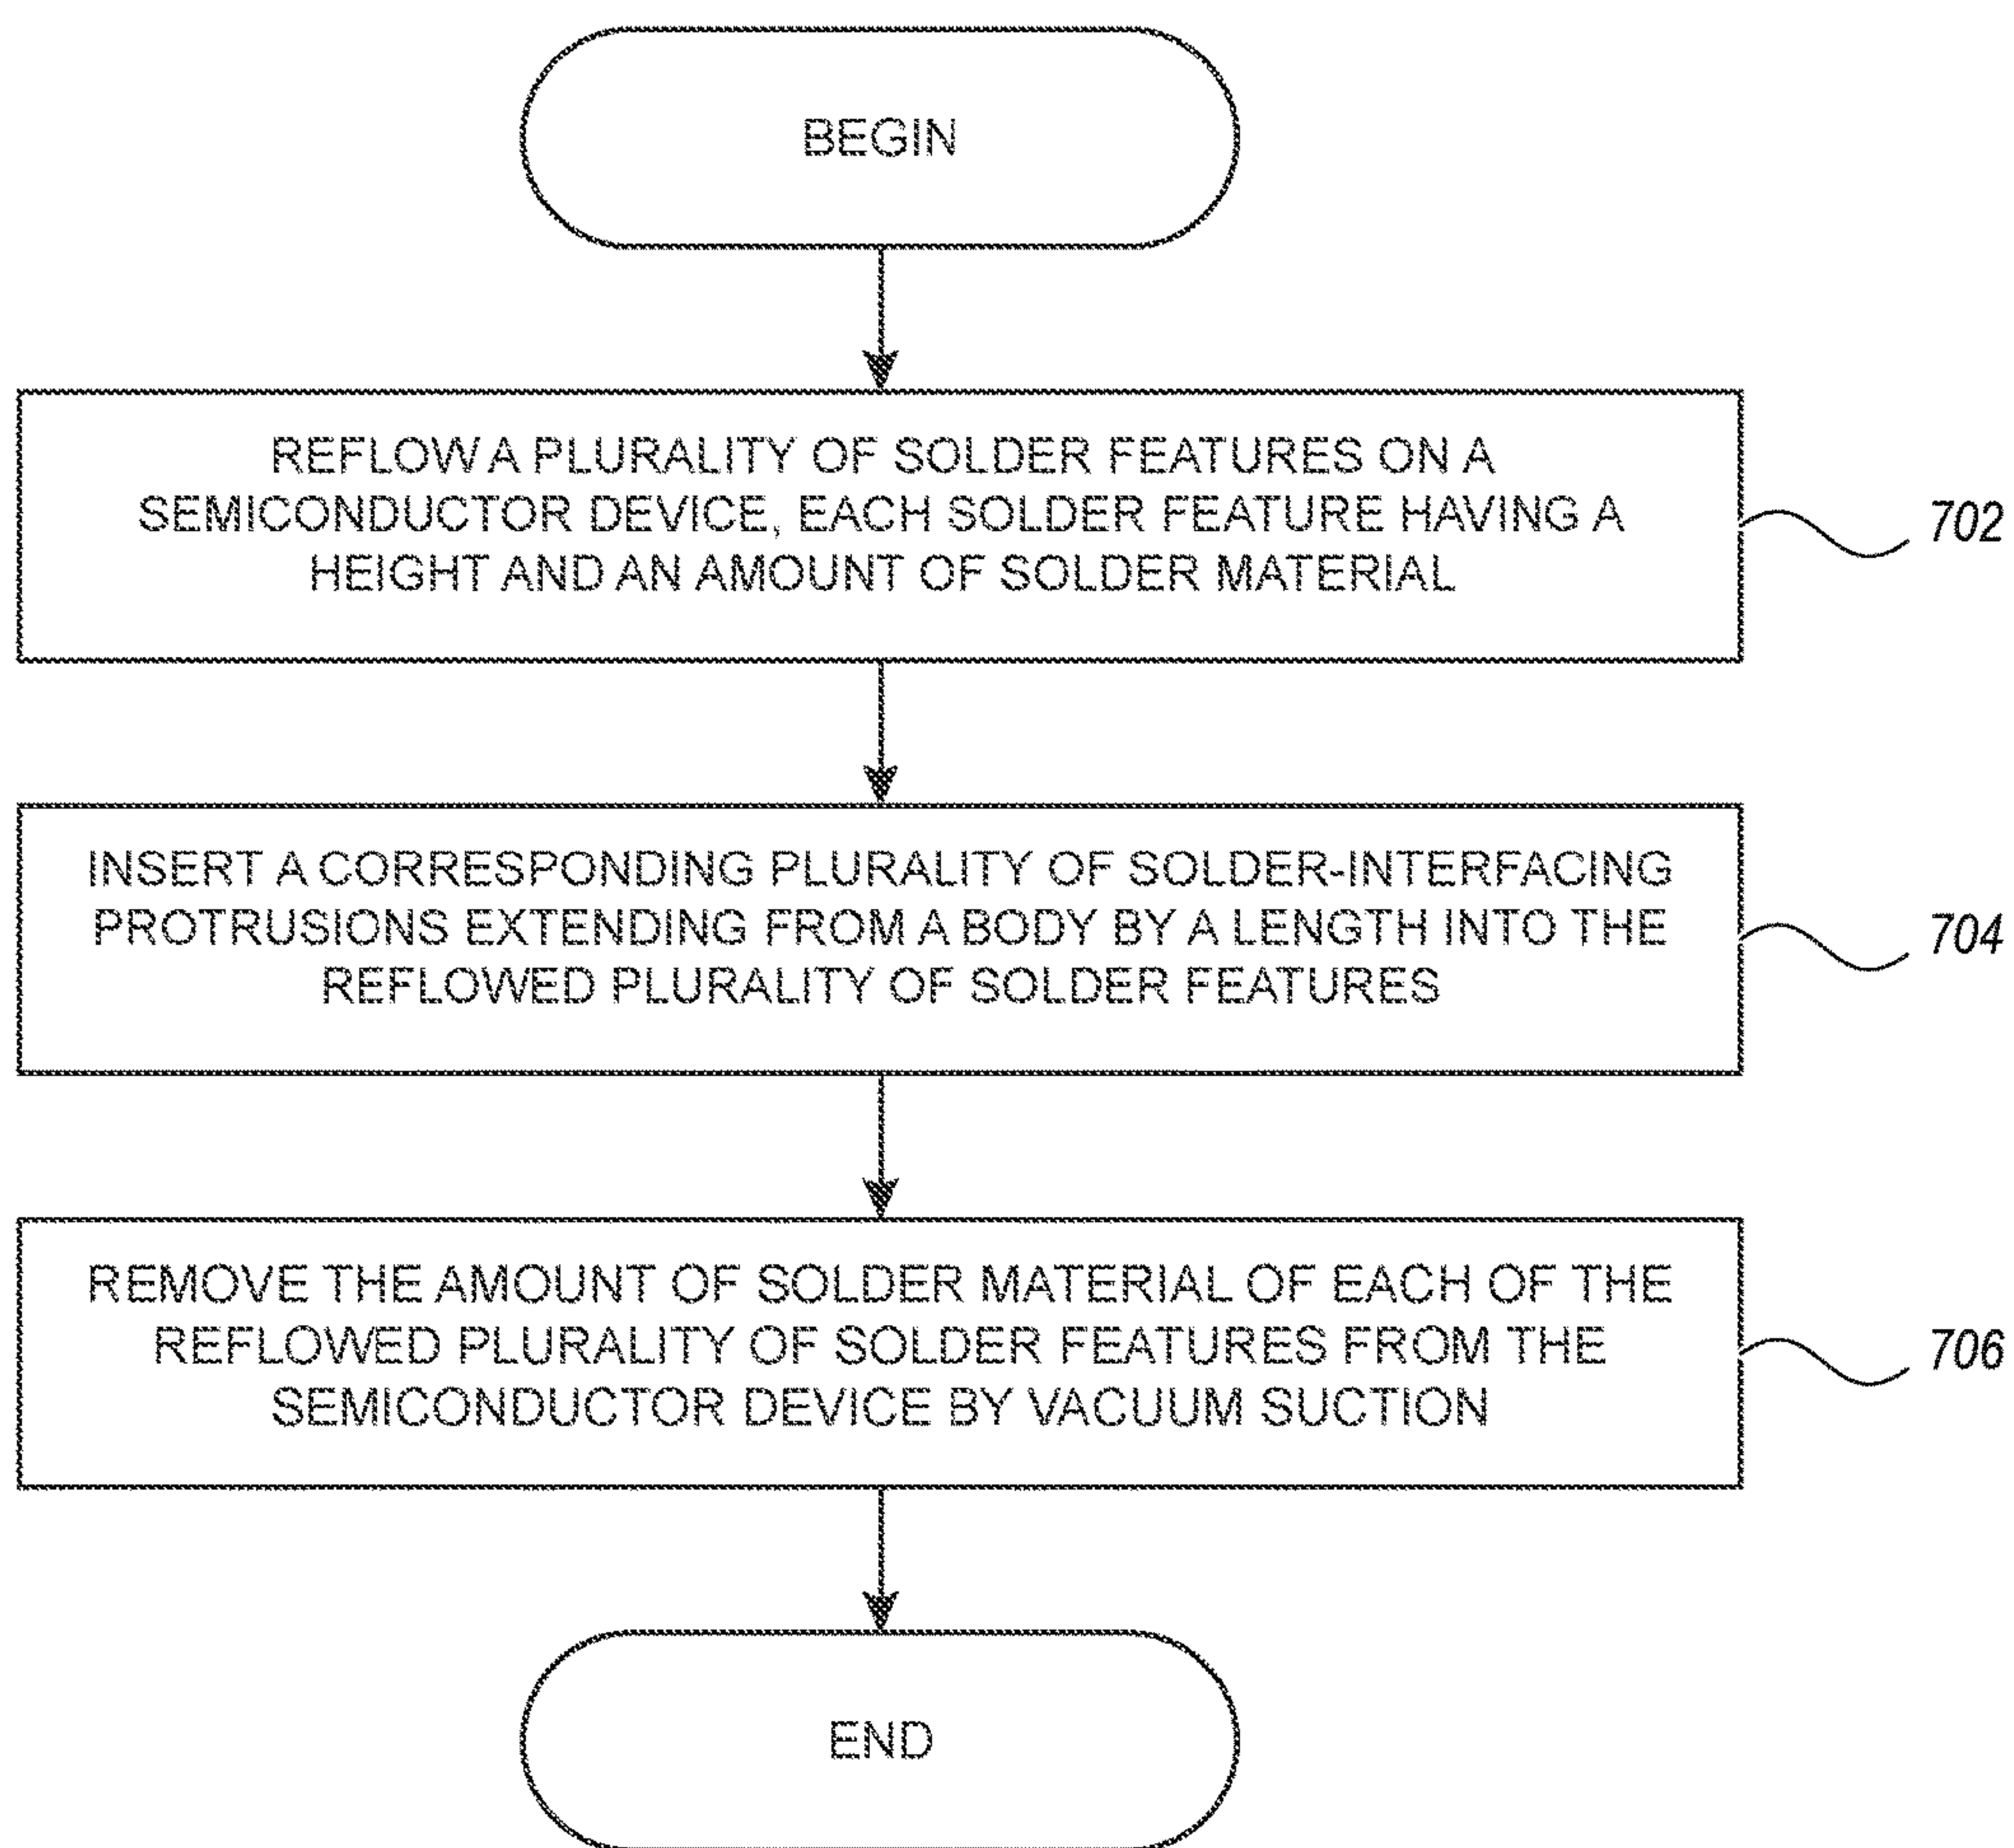 BEGIN
REFLOW A PLURALITY OF SOLDER FEATURES ON A
SEMICONDUCTOR DEVICE, EACH SOLDER FEATURE HAVING A
HEIGHT AND AN AMOUNT OF SOLDER MATERIAL
702
INSERT A CORRESPONDING PLURALITY OF SOLDER-INTERFACING
PROTRUSIONS EXTENDING FROM A BODY BY A LENGTH INTO THE
REFLOWED PLURALITY OF SOLDER FEATURES
704
REMOVE THE AMOUNT OF SOLDER MATERIAL OF EACH OF THE
REFLOWED PLURALITY OF SOLDER FEATURES FROM THE
SEMICONDUCTOR DEVICE BY VACUUM SUCTION
706
END